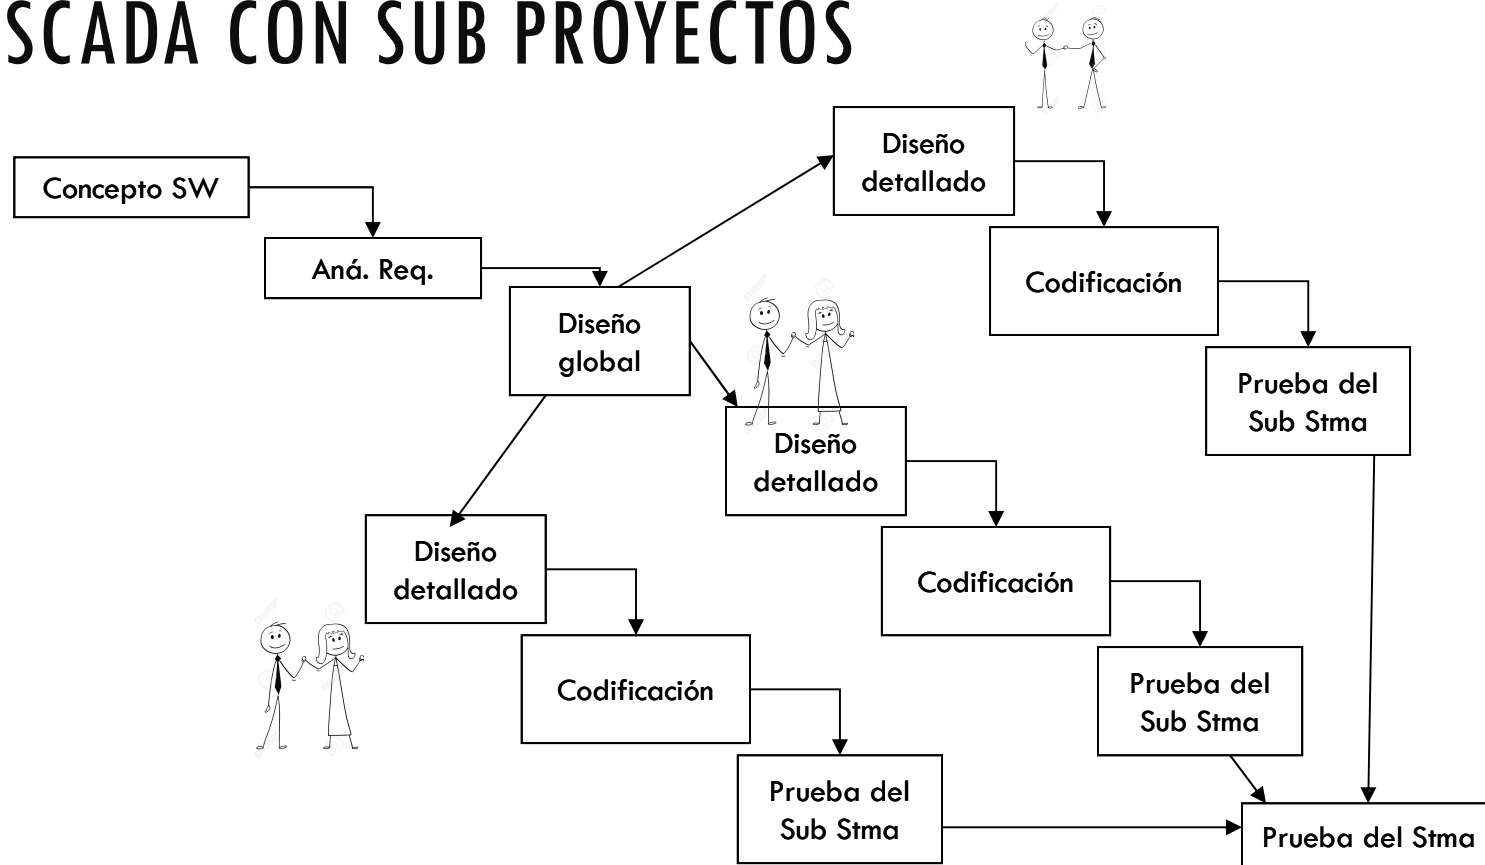 SCADA CON SUB PROYECTOS
Concepto SW
Aná. Req.
Diseño
global
Diseño
detallado
Codificación
Prueba del
Sub Stma
Diseño
detallado
Codificación
Prueba del
Sub Stma
Diseño
detallado
Codificación
Prueba del
Sub Stma
Prueba del Stma